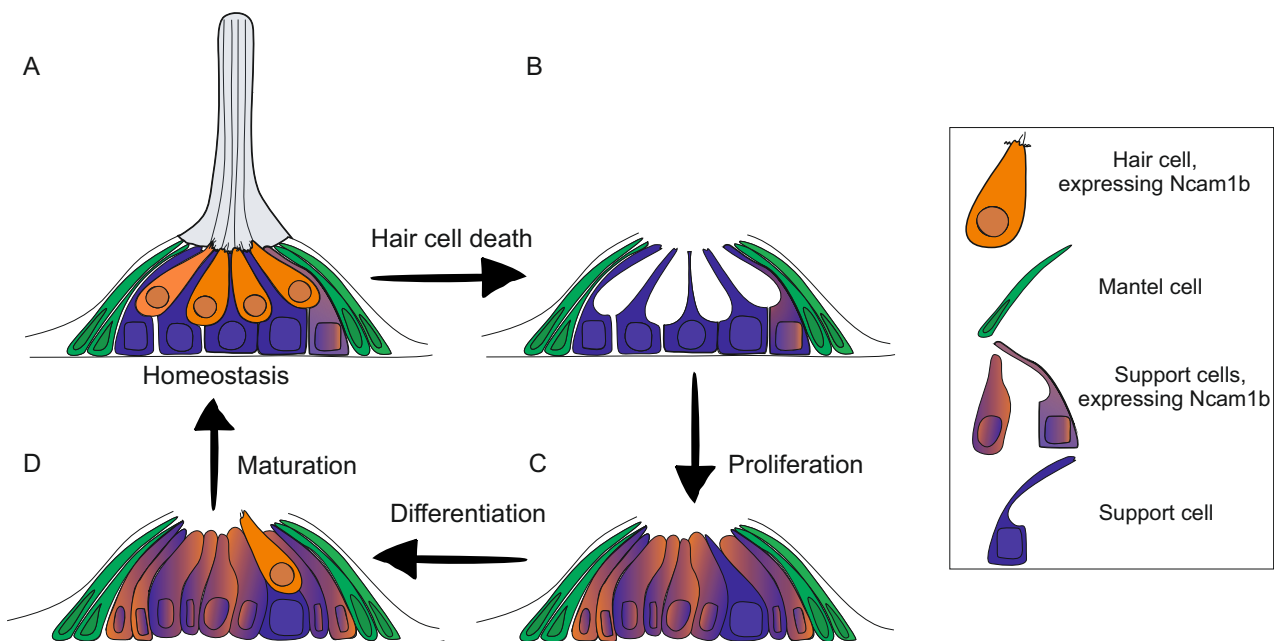 A
B
Hair cell death
Homeostasis
Hair cell,
expressing Ncam1b
Mantel cell
Support cells,
expressing Ncam1b
Support cell
D
Maturation
C
Proliferation
Differentiation